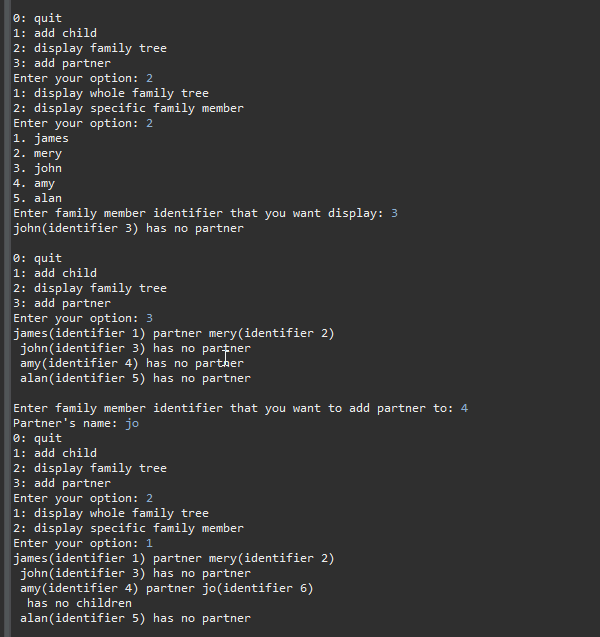 0: quit
1: add child
2: display family tree
3: add partner
Enter your option: 2
1: display whole family tree
2: display specific family member
Enter your option: 2
1. james
2. mery
3. john
4. amy
5. alan
Enter family member identifier that you want display: 3
john(identifier 3) has no partner

0: quit
1: add child
2: display family tree
3: add partner
Enter your option: 3
james(identifier 1) partner mery(identifier 2)
 john(identifier 3) has no partner
 amy(identifier 4) has no partner
 alan(identifier 5) has no partner

Enter family member identifier that you want to add partner to: 4
Partner's name: jo
0: quit
1: add child
2: display family tree
3: add partner
Enter your option: 2
1: display whole family tree
2: display specific family member
Enter your option: 1
james(identifier 1) partner mery(identifier 2)
 john(identifier 3) has no partner
 amy(identifier 4) partner jo(identifier 6)
  has no children
 alan(identifier 5) has no partner